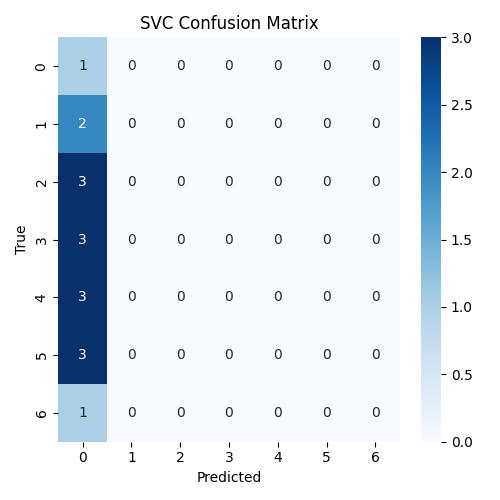 SVC Confusion Matrix
True
0 1 0 0 0 0 0 0
1 2 0 0 0 0 0 0
2 3 0 0 0 0 0 0
3 3 0 0 0 0 0 0
4 3 0 0 0 0 0 0
5 3 0 0 0 0 0 0
6 1 0 0 0 0 0 0
0 1 2 3 4 5 6
Predicted
3.0
2.5
2.0
1.5
1.0
0.5
0.0